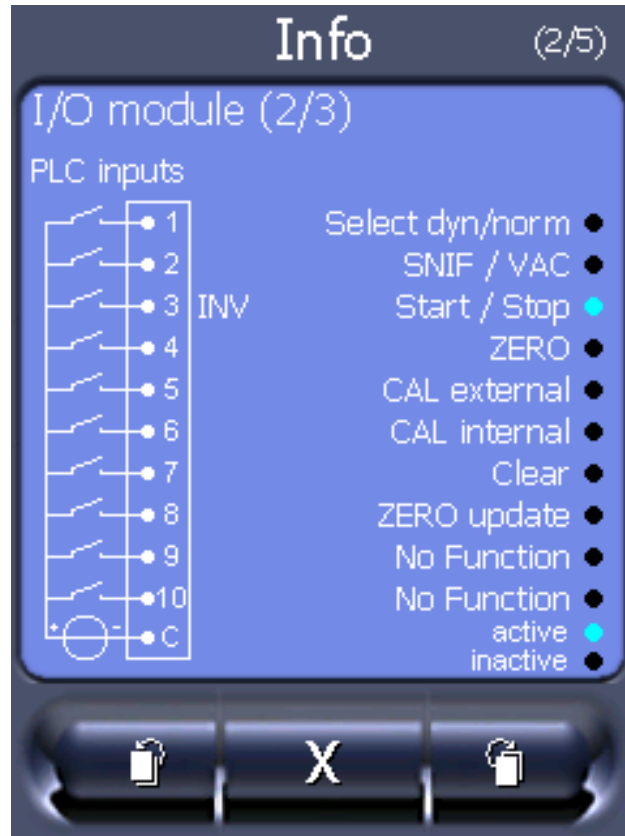 Info (2/5)
I/O module (2/3)
PLC inputs
1 Select dyn/norm
2 SNIF / VAC
3 INV Start / Stop
4 ZERO
5 CAL external
6 CAL internal
7 Clear
8 ZERO update
9 No Function
10 No Function
+ - C active
inactive
X